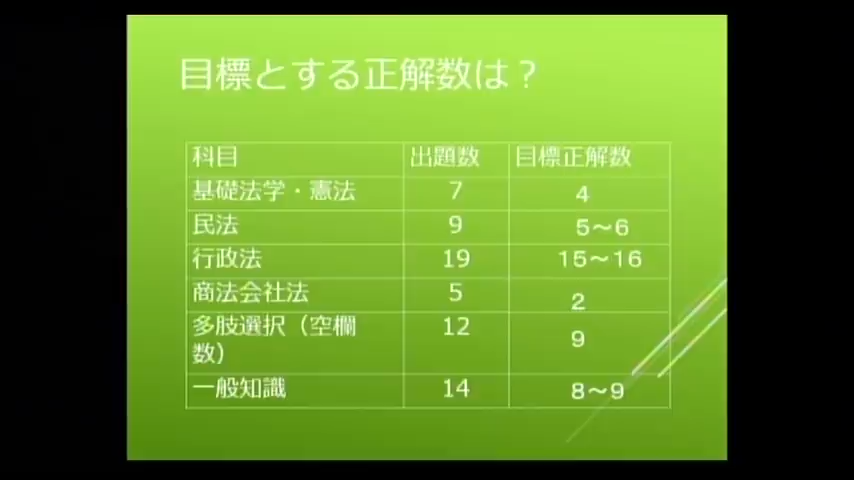 目標とする正解数は？
科目 出題数 目標正解数
基礎法学・憲法 7 4
民法 9 5～6
行政法 19 15～16
商法会社法 5 2
多肢選択（空欄
数） 12 9
一般知識 14 8～9